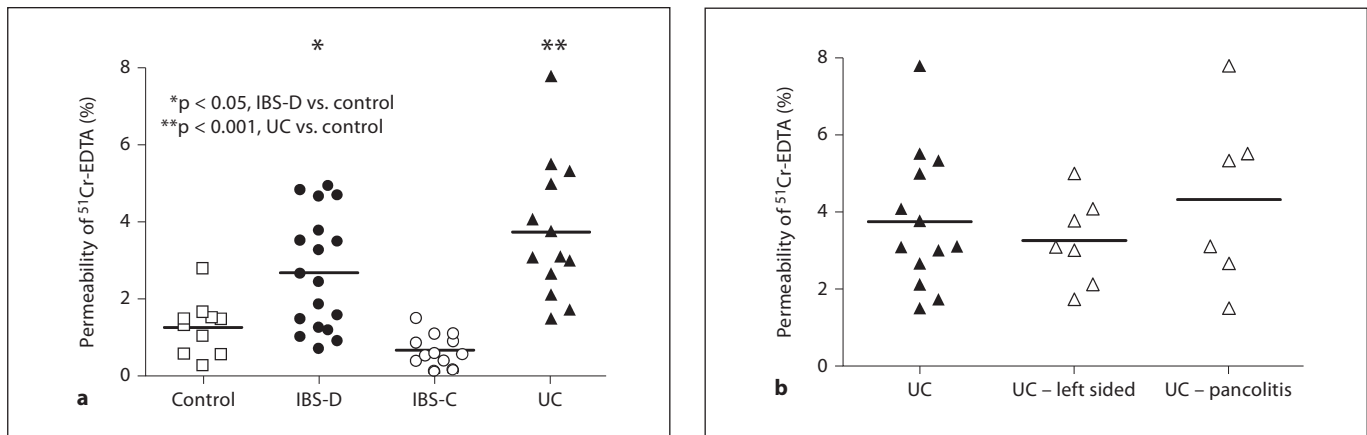 * **
8
6
4
2
0
Permeability of ⁵¹Cr-EDTA (%)
*p < 0.05, IBS-D vs. control
**p < 0.001, UC vs. control
a
Control IBS-D IBS-C UC
8
6
4
2
0
Permeability of ⁵¹Cr-EDTA (%)
b
UC UC – left sided UC – pancolitis